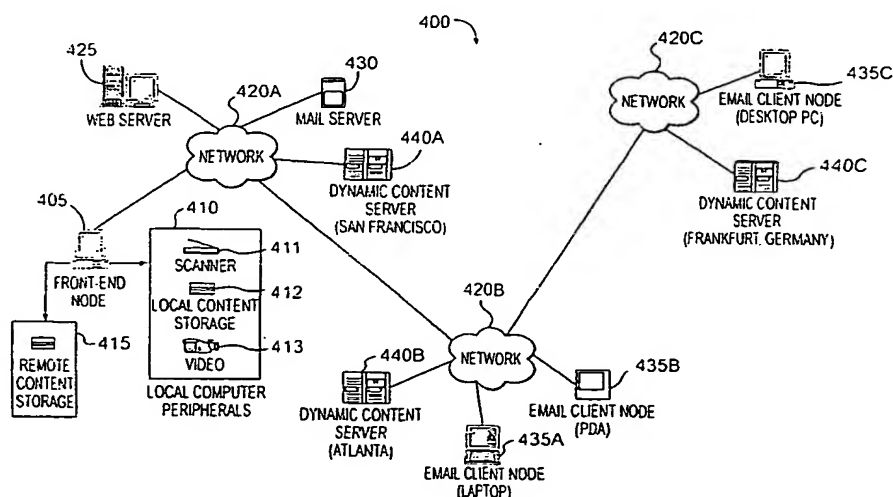 400
425
WEB SERVER
420A
430
MAIL SERVER
NETWORK
440A
DYNAMIC CONTENT
SERVER
(SAN FRANCISCO)
420C
NETWORK
435C
EMAIL CLIENT NODE
(DESKTOP PC)
440C
DYNAMIC CONTENT
SERVER
(FRANKFURT. GERMANY)
405
FRONT-END
NODE
410
411
SCANNER
412
LOCAL CONTENT
STORAGE
413
VIDEO
LOCAL COMPUTER
PERIPHERALS
415
REMOTE
CONTENT
STORAGE
420B
NETWORK
440B
DYNAMIC CONTENT
SERVER
(ATLANTA)
435A
EMAIL CLIENT NODE
(LAPTOP)
435B
EMAIL CLIENT NODE
(PDA)